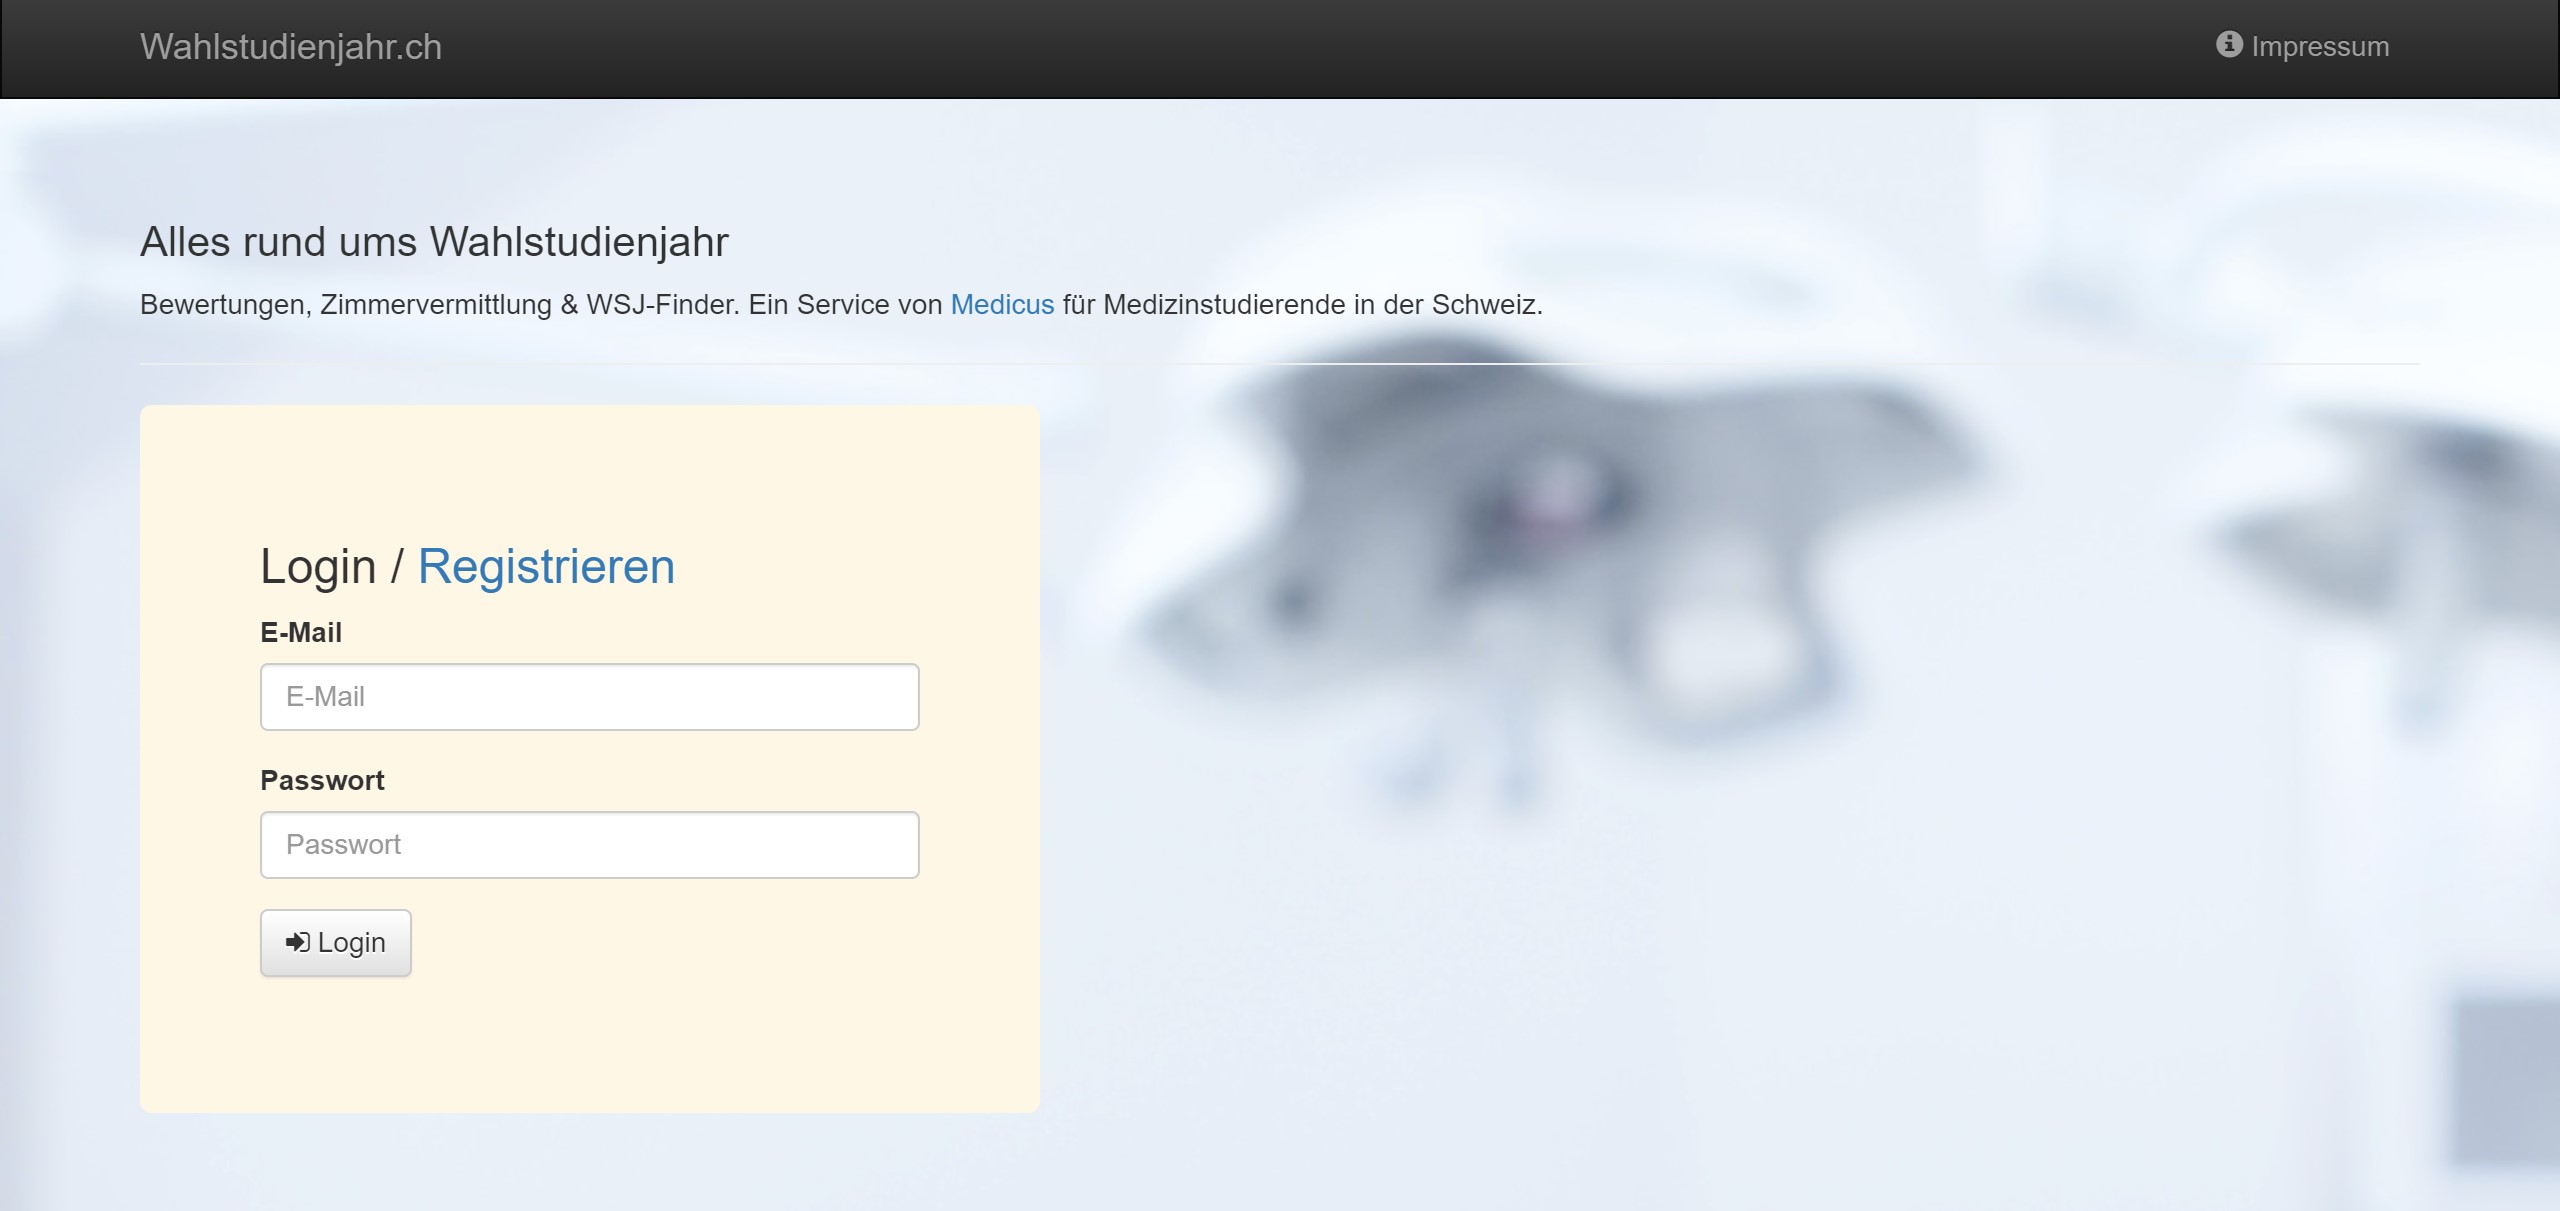 Wahlstudienjahr.ch
Impressum
Alles rund ums Wahlstudienjahr
Bewertungen, Zimmervermittlung & WSJ-Finder. Ein Service von Medicus für Medizinstudierende in der Schweiz.
Login / Registrieren
E-Mail
E-Mail
Passwort
Passwort
Login